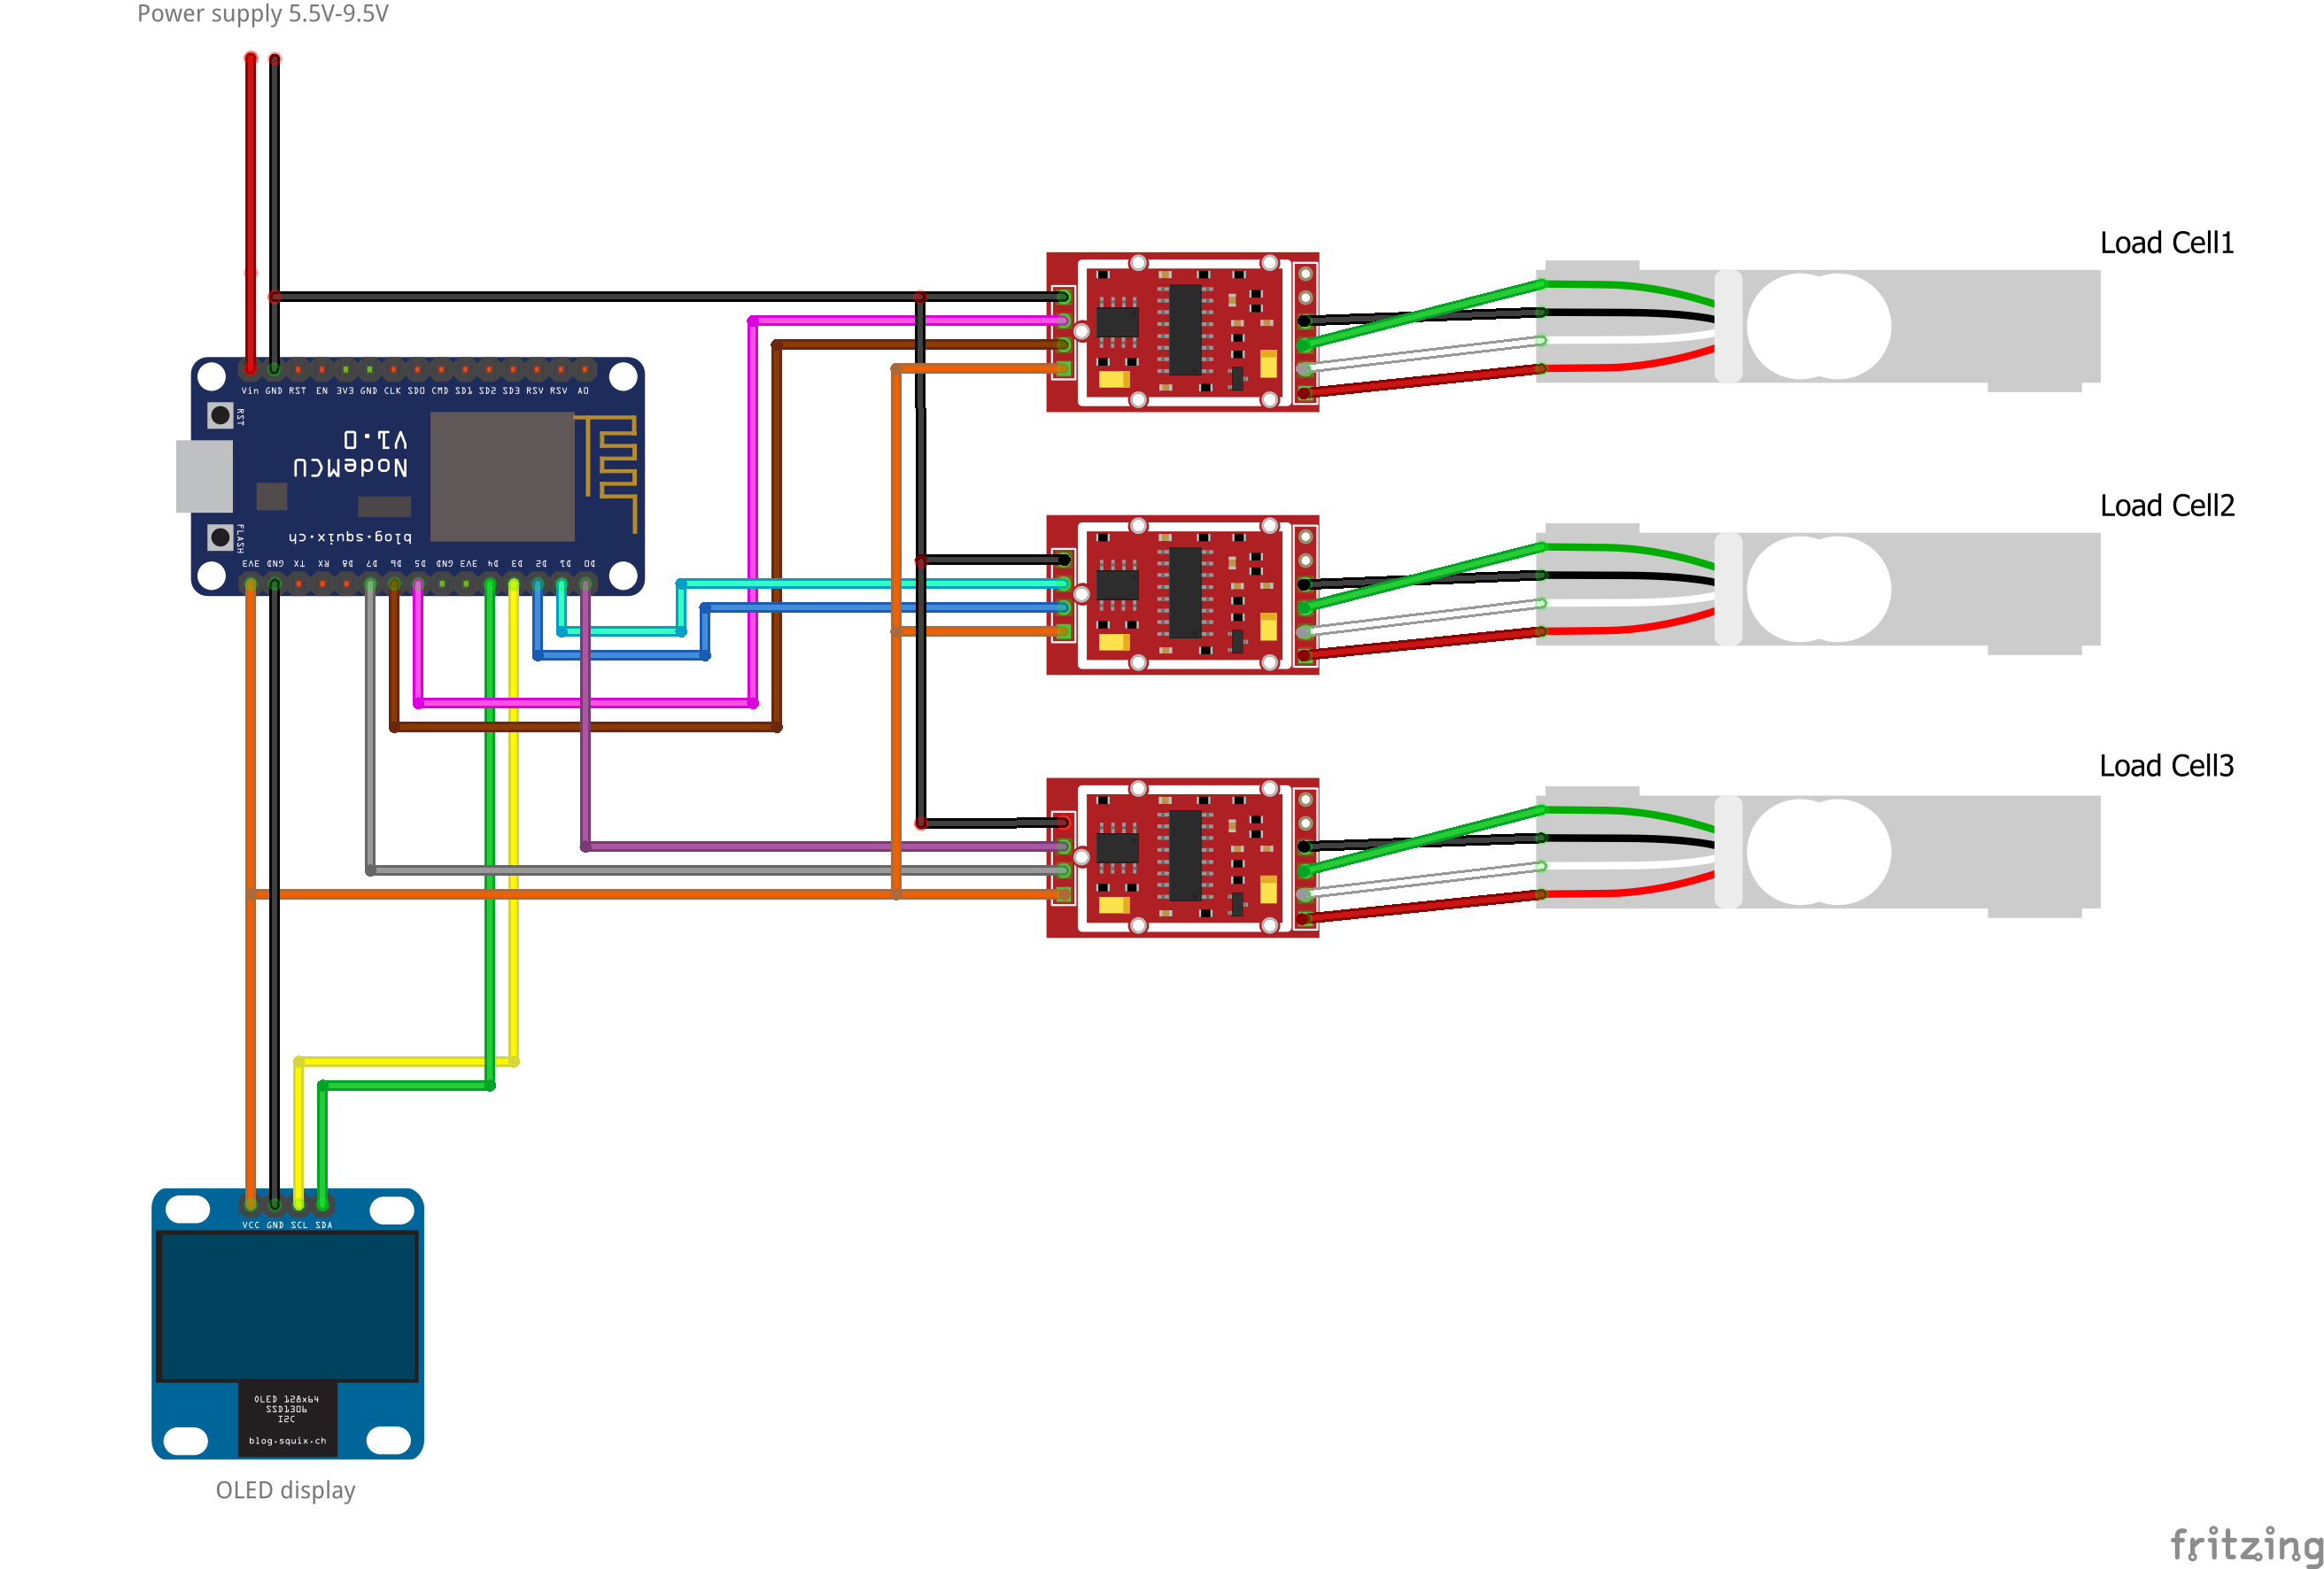 Power supply 5.5V-9.5V
Load Cell1
Vin GND RST EN 3V3 GND CLK SD0 CMD SD1 SD2 SD3 RSV RSV A0
RST
V1.0
NodeMCU
Load Cell2
FLASH
blog.squix.ch
3V3 GND TX RX D8 D7 D6 D5 GND 3V3 D4 D3 D2 D1 D0
Load Cell3
VCC GND SCL SDA
OLED 128x64
SSD1306
I2C
blog.squix.ch
OLED display
fritzing